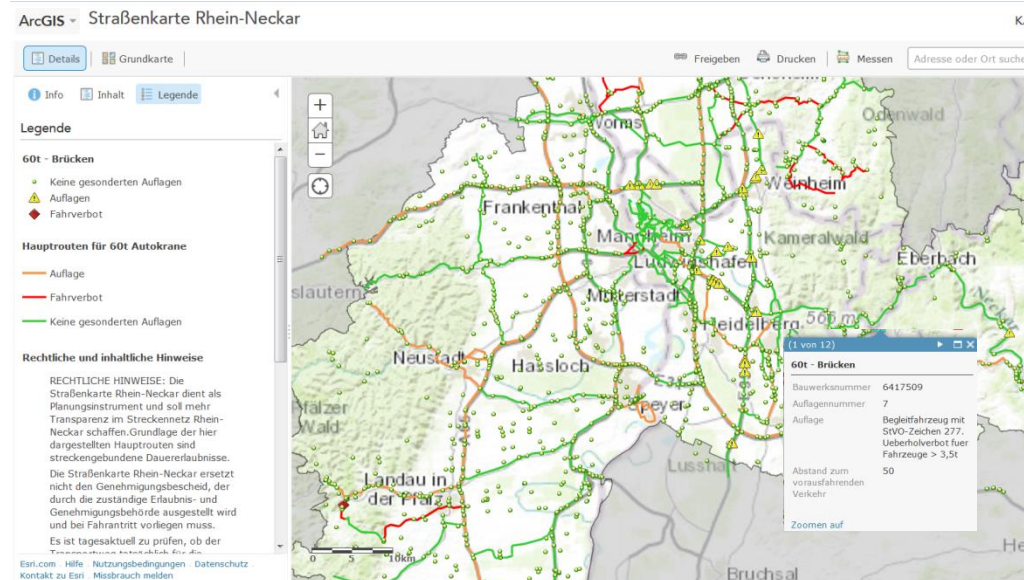 ArcGIS - Straßenkarte Rhein-Neckar
Details
Grundkarte
Freigeben
Drucken
Messen
Adresse oder Ort suche
Info
Inhalt
Legende
Legende
60t - Brücken
Keine gesonderten Auflagen
Auflagen
Fahrverbot
Hauptrouten für 60t Autokrane
Auflage
Fahrverbot
Keine gesonderten Auflagen
Rechtliche und inhaltliche Hinweise
RECHTLICHE HINWEISE: Die
Straßenkarte Rhein-Neckar dient als
Planungsinstrument und soll mehr
Transparenz im Streckennetz Rhein-
Neckar schaffen.Grundlage der hier
dargestellten Hauptrouten sind
streckengebundene Dauererlaubnisse.
Die Straßenkarte Rhein-Neckar ersetzt
nicht den Genehmigungsbescheid, der
durch die zuständige Erlaubnis- und
Genehmigungsbehörde ausgestellt wird
und bei Fahrantritt vorliegen muss.
Es ist tagesaktuell zu prüfen, ob der
Esri.com
Hilfe
Nutzungsbedingungen
Datenschutz
Kontakt zu Esri
Missbrauch melden
Worms
Odenwald
Weinheim
Frankenthal
Mannheim
Kameralwald
Ludwigshafen
Eberbach
slautern
Mutterstadt
Heidelberg
565 m
Neckar
Neustadt
Hassloch
Pfälzer
Wald
Speyer
Lusshardt
Landau in
der Pfalz
Bruchsal
He
0 5 10km
(1 von 12)
60t - Brücken
Bauwerksnummer 6417509
Auflagennummer 7
Auflage Begleitfahrzeug mit
StVO-Zeichen 277.
Ueberholverbot fuer
Fahrzeuge > 3,5t
Abstand zum 50
vorausfahrenden
Verkehr
Zoomen auf